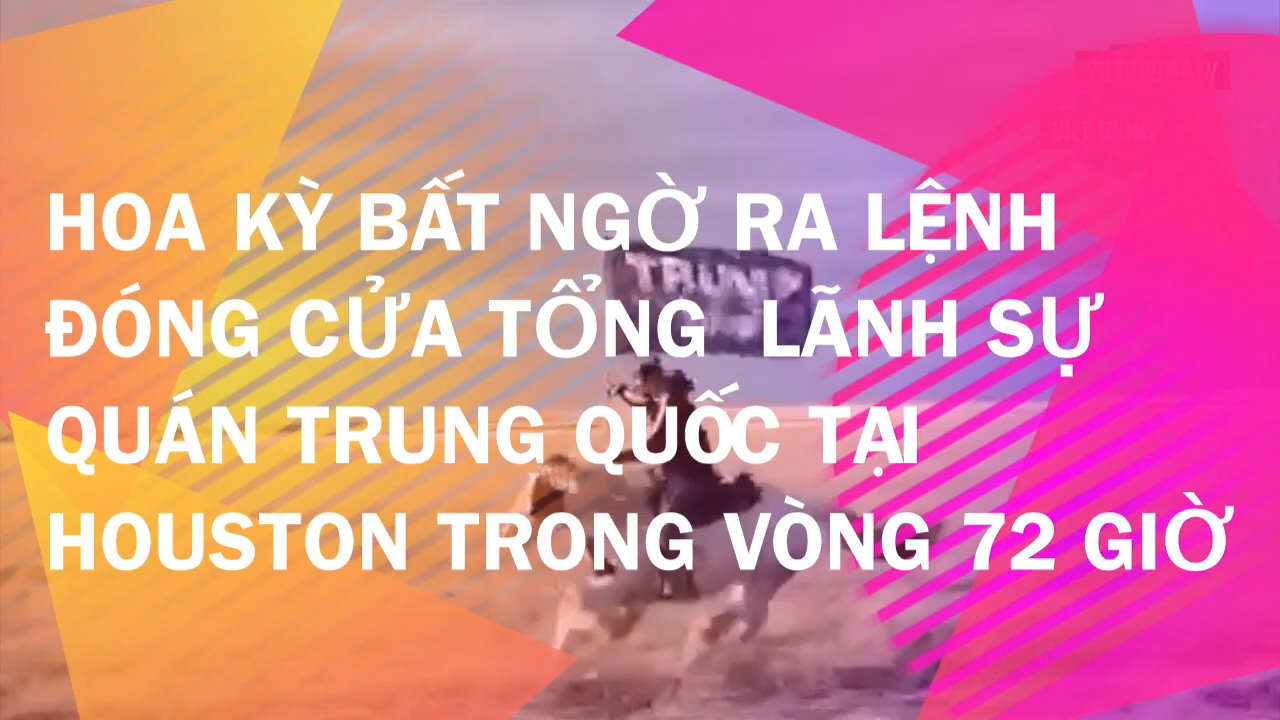 HOA KỲ BẤT NGỜ RA LỆNH
ĐÓNG CỬA TỔNG LÃNH SỰ
QUÁN TRUNG QUỐC TẠI
HOUSTON TRONG VÒNG 72 GIỜ
TRUMP